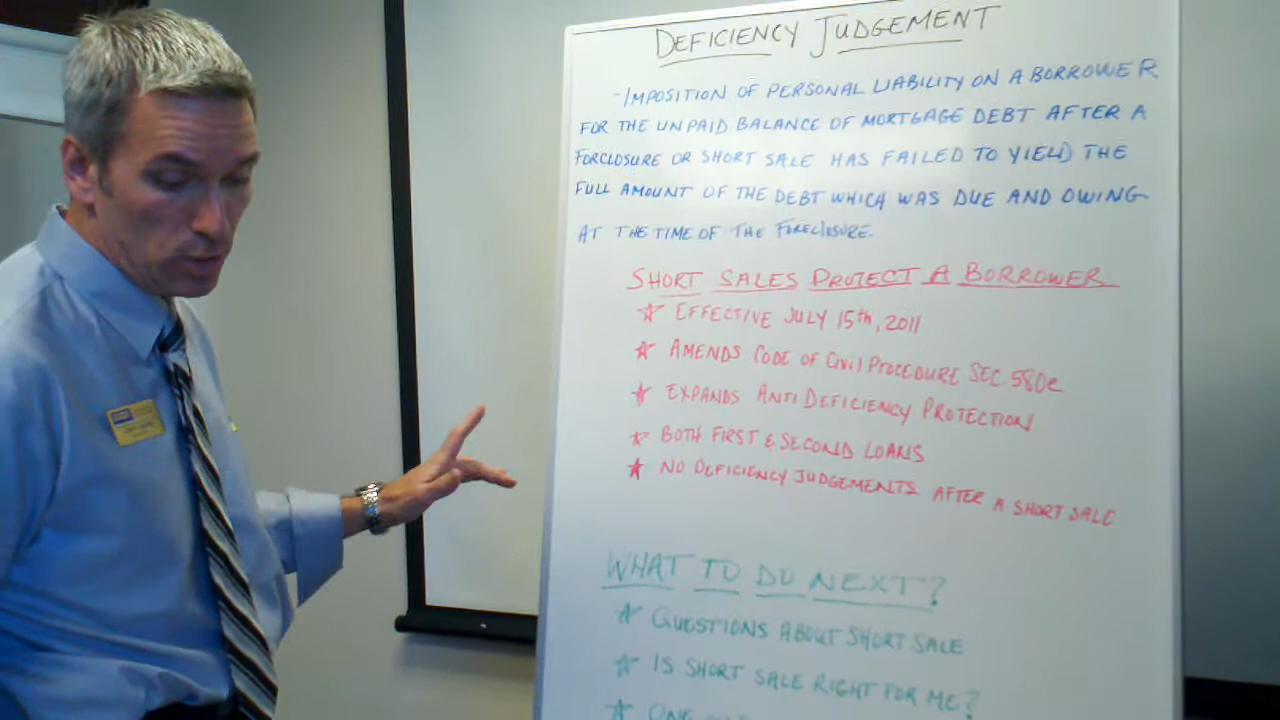 DEFICIENCY JUDGEMENT
-IMPOSITION OF PERSONAL LIABILITY ON A BORROWER
FOR THE UNPAID BALANCE OF MORTGAGE DEBT AFTER A
FORCLOSURE OR SHORT SALE HAS FAILED TO YIELD THE
FULL AMOUNT OF THE DEBT WHICH WAS DUE AND OWING
AT THE TIME OF THE FORECLOSURE.
SHORT SALES PROTECT A BORROWER
☆ EFFECTIVE JULY 15th, 2011
☆ AMENDS CODE OF CIVIL PROCEDURE SEC 580e
☆ EXPANDS ANTI DEFICIENCY PROTECTION
☆ BOTH FIRST & SECOND LOANS
☆ NO DEFICIENCY JUDGEMENTS AFTER A SHORT SALE
WHAT TO DO NEXT?
☆ QUESTIONS ABOUT SHORT SALE
☆ IS SHORT SALE RIGHT FOR ME?
☆ ONE